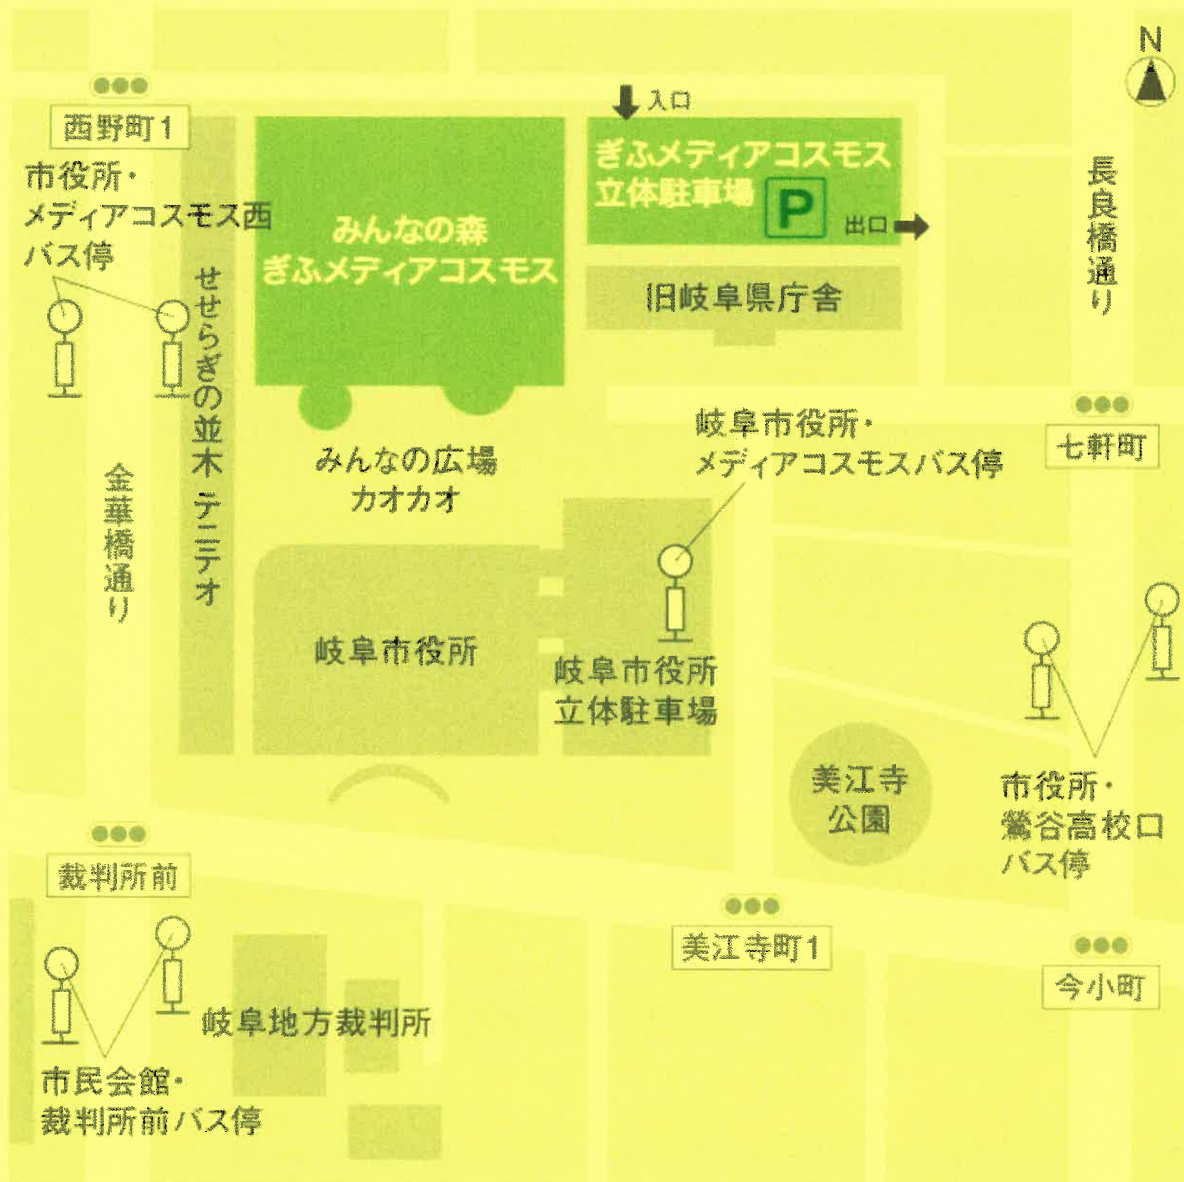 N
入口
西野町1
ぎふメディアコスモス
立体駐車場 P
出口
市役所・
メディアコスモス西
バス停
みんなの森
ぎふメディアコスモス
長良橋通り
旧岐阜県庁舎
せせらぎの並木 テニテオ
岐阜市役所・
メディアコスモスバス停
七軒町
みんなの広場
カオカオ
金華橋通り
岐阜市役所
岐阜市役所
立体駐車場
美江寺
公園
市役所・
鶯谷高校口
バス停
裁判所前
美江寺町1
今小町
岐阜地方裁判所
市民会館・
裁判所前バス停